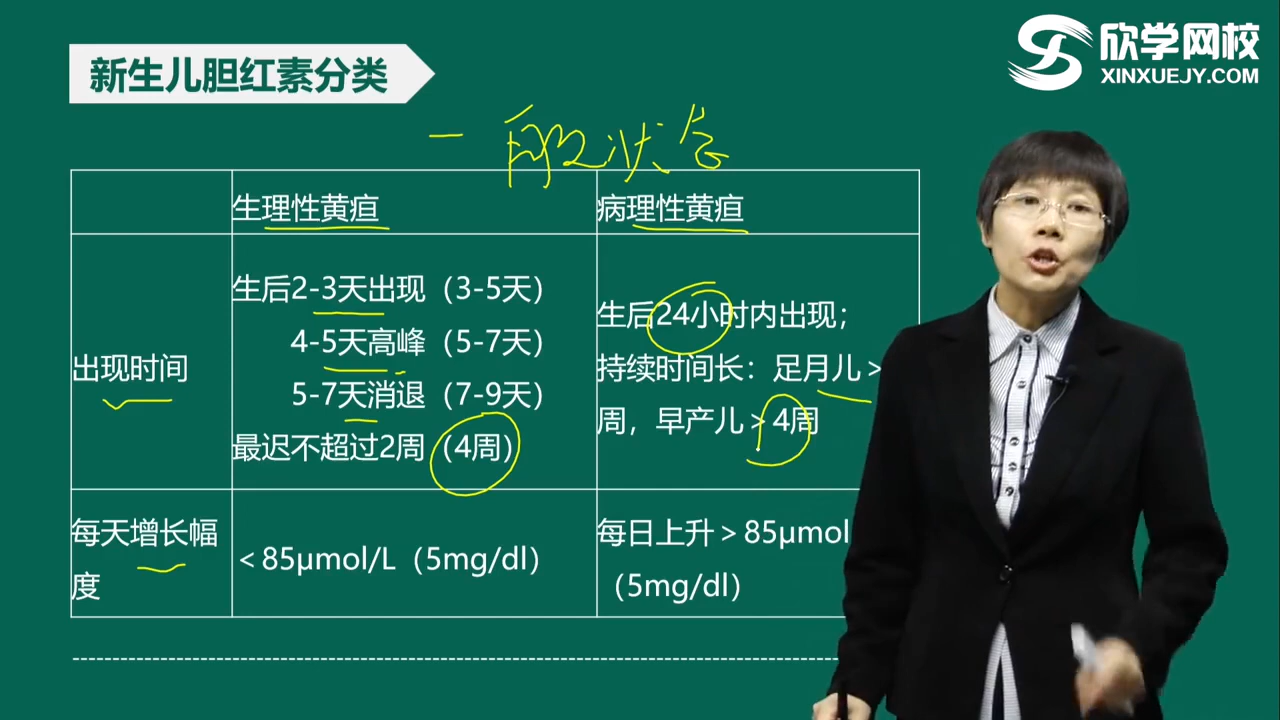 欣学网校
XINXUEJY.COM
新生儿胆红素分类
一般状态
生理性黄疸
病理性黄疸
出现时间
生后2-3天出现（3-5天）
4-5天高峰（5-7天）
5-7天消退（7-9天）
最迟不超过2周（4周）
生后24小时内出现；
持续时间长：足月儿＞
周，早产儿＞4周
每天增长幅
度
＜85μmol/L（5mg/dl）
每日上升＞85μmol
（5mg/dl）